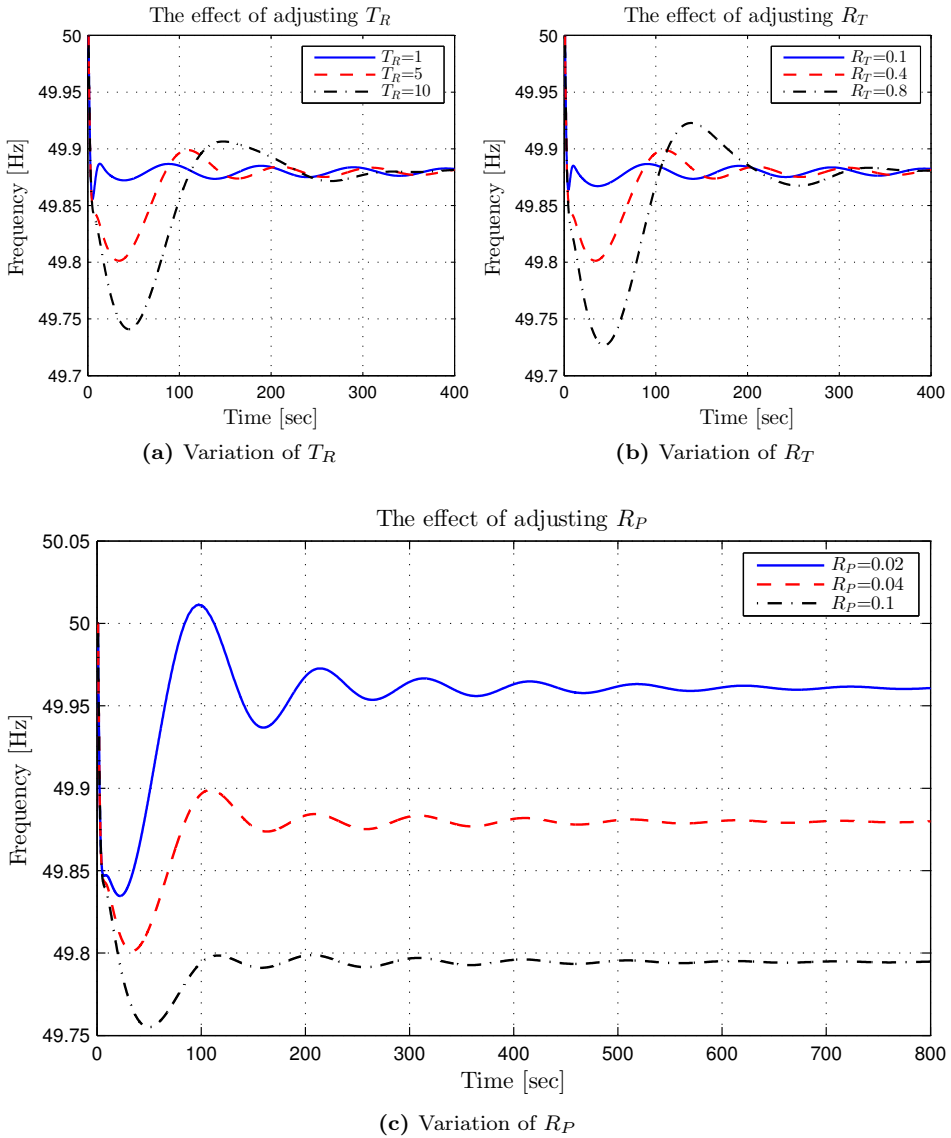 The effect of adjusting T_R
50
49.95
49.9
49.85
49.8
49.75
49.7
Frequency [Hz]
T_R=1
T_R=5
T_R=10
0 100 200 300 400
Time [sec]
(a) Variation of T_R
The effect of adjusting R_T
50
49.95
49.9
49.85
49.8
49.75
49.7
Frequency [Hz]
R_T=0.1
R_T=0.4
R_T=0.8
0 100 200 300 400
Time [sec]
(b) Variation of R_T
The effect of adjusting R_P
50.05
50
49.95
49.9
49.85
49.8
49.75
Frequency [Hz]
R_P=0.02
R_P=0.04
R_P=0.1
0 100 200 300 400 500 600 700 800
Time [sec]
(c) Variation of R_P